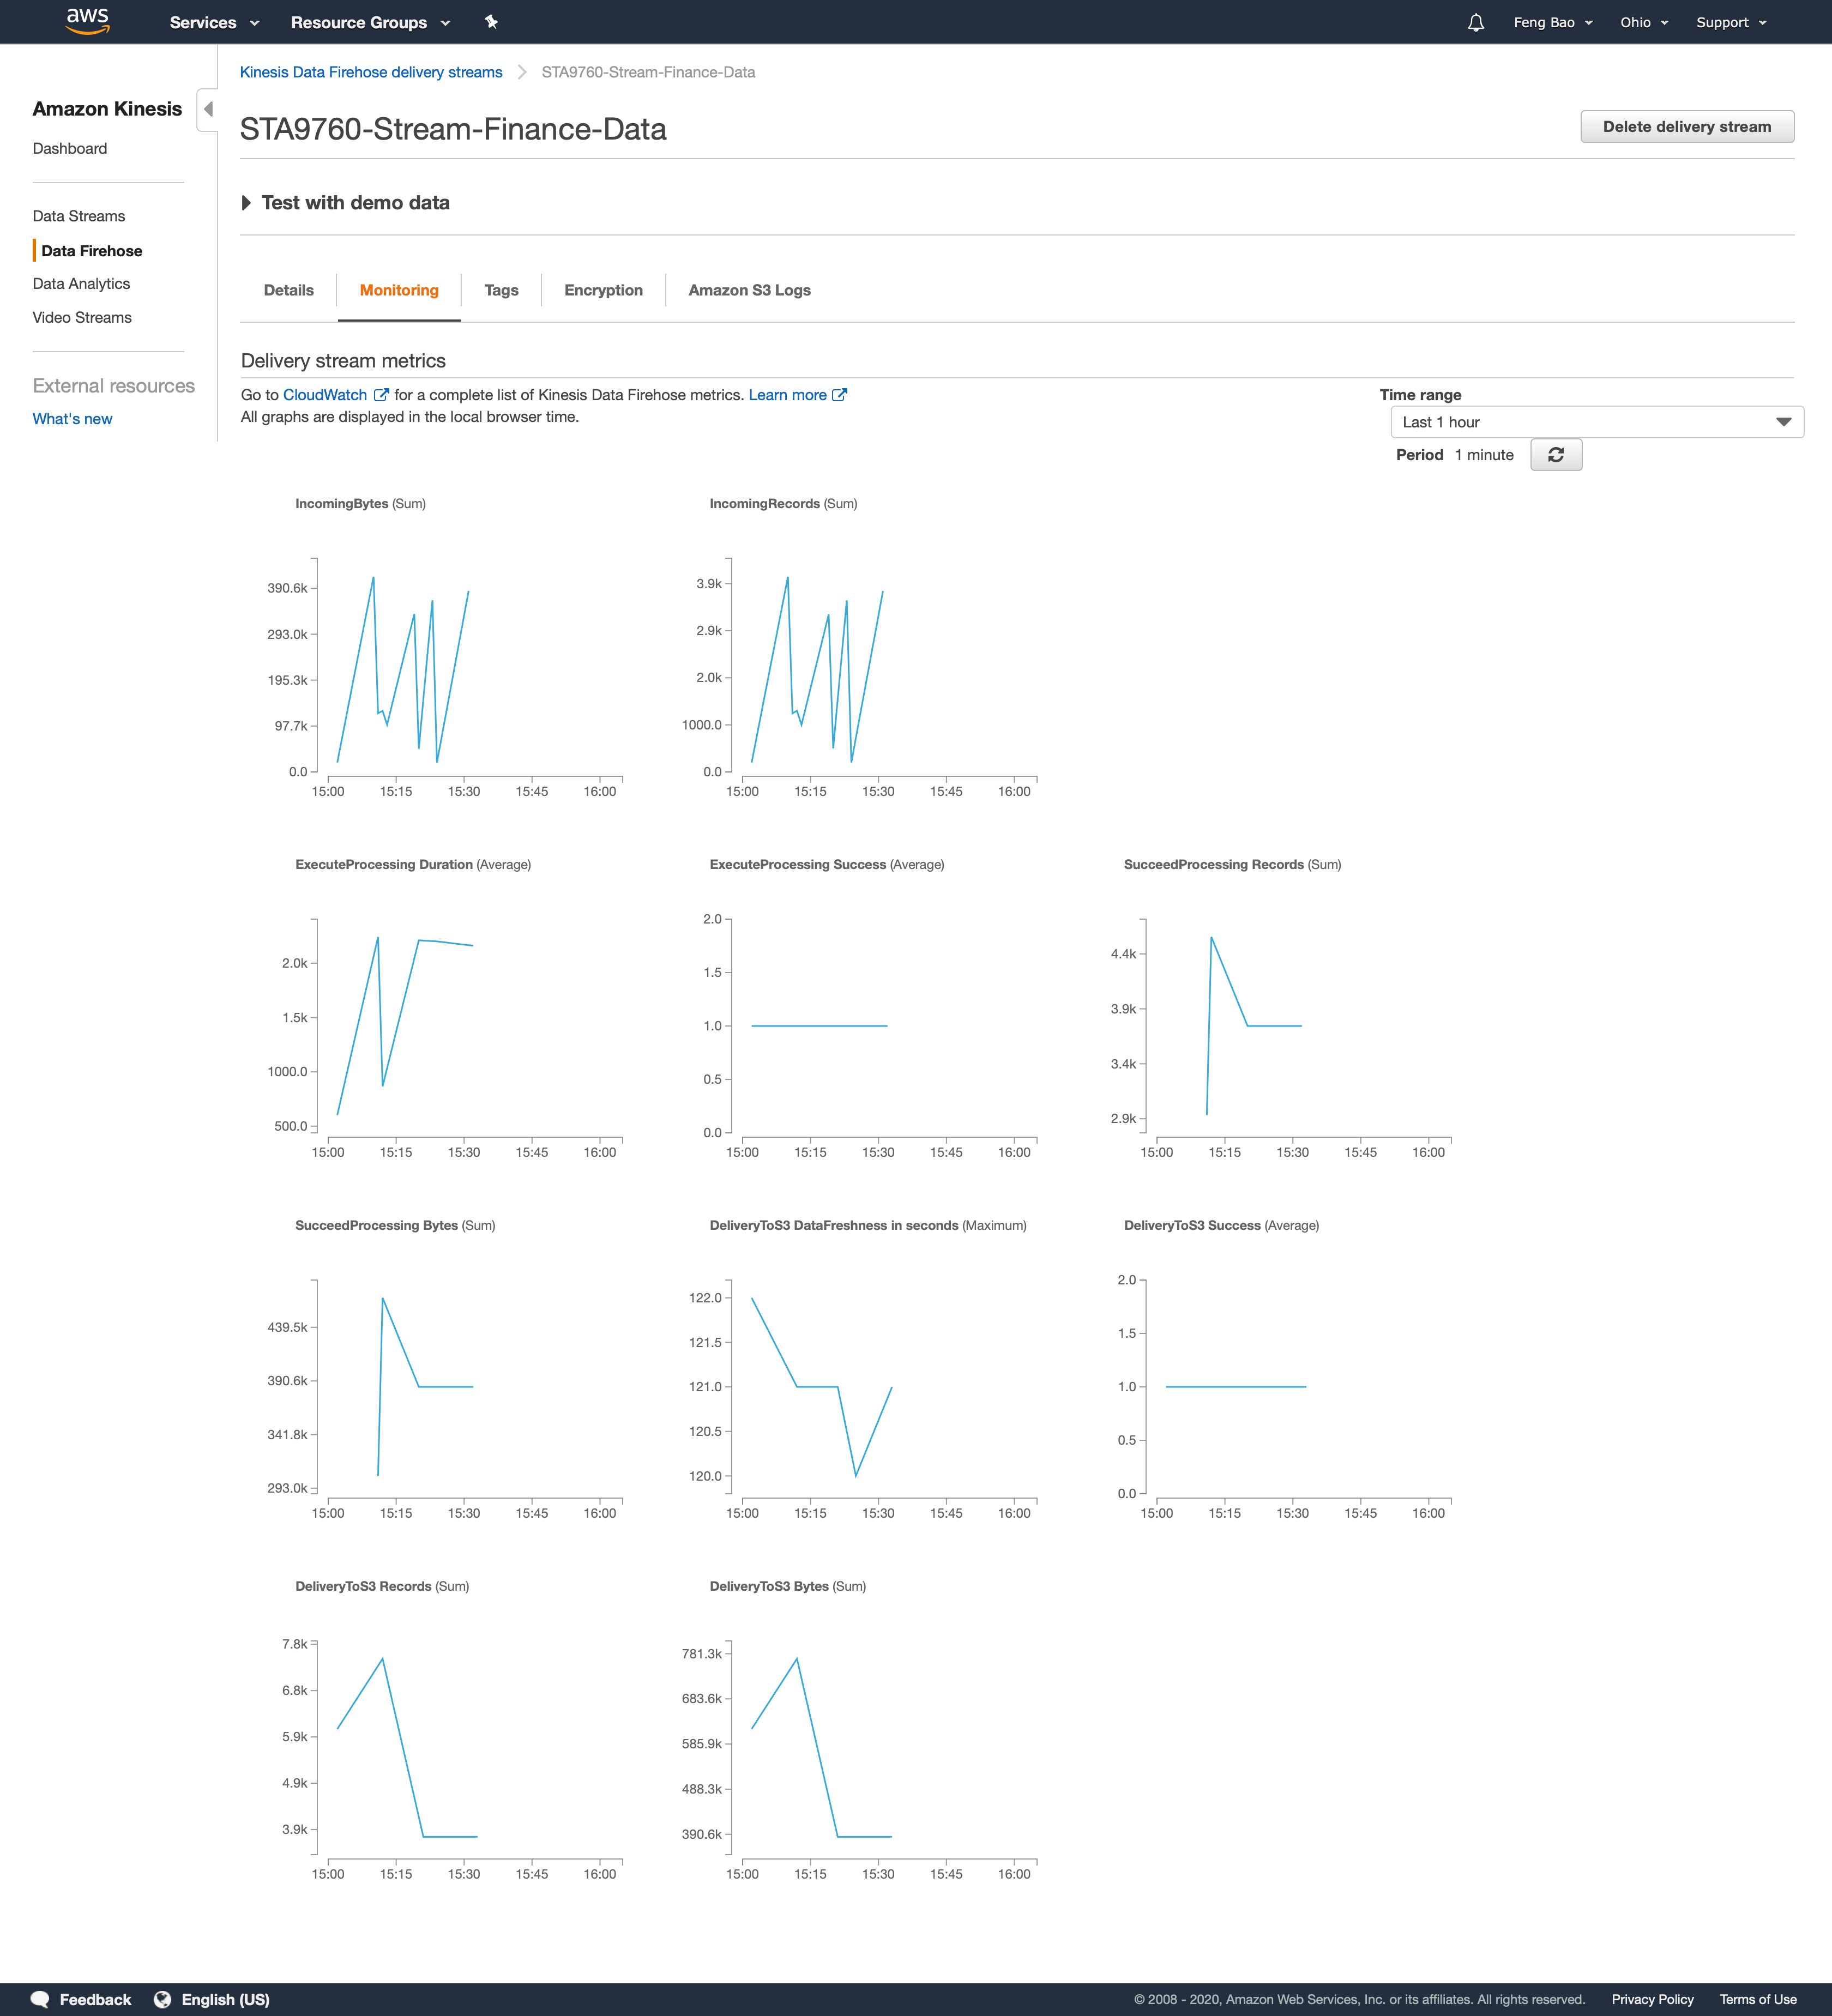 aws Services Resource Groups Feng Bao Ohio Support
Kinesis Data Firehose delivery streams STA9760-Stream-Finance-Data
Amazon Kinesis
Dashboard
Data Streams
Data Firehose
Data Analytics
Video Streams
External resources
What's new
STA9760-Stream-Finance-Data
Delete delivery stream
Test with demo data
Details Monitoring Tags Encryption Amazon S3 Logs
Delivery stream metrics
Go to CloudWatch for a complete list of Kinesis Data Firehose metrics. Learn more
All graphs are displayed in the local browser time.
Time range
Last 1 hour
Period 1 minute
IncomingBytes (Sum)
390.6k
293.0k
195.3k
97.7k
0.0
15:00 15:15 15:30 15:45 16:00
IncomingRecords (Sum)
3.9k
2.9k
2.0k
1000.0
0.0
15:00 15:15 15:30 15:45 16:00
ExecuteProcessing Duration (Average)
2.0k
1.5k
1000.0
500.0
15:00 15:15 15:30 15:45 16:00
ExecuteProcessing Success (Average)
2.0
1.5
1.0
0.5
0.0
15:00 15:15 15:30 15:45 16:00
SucceedProcessing Records (Sum)
4.4k
3.9k
3.4k
2.9k
15:00 15:15 15:30 15:45 16:00
SucceedProcessing Bytes (Sum)
439.5k
390.6k
341.8k
293.0k
15:00 15:15 15:30 15:45 16:00
DeliveryToS3 DataFreshness in seconds (Maximum)
122.0
121.5
121.0
120.5
120.0
15:00 15:15 15:30 15:45 16:00
DeliveryToS3 Success (Average)
2.0
1.5
1.0
0.5
0.0
15:00 15:15 15:30 15:45 16:00
DeliveryToS3 Records (Sum)
7.8k
6.8k
5.9k
4.9k
3.9k
15:00 15:15 15:30 15:45 16:00
DeliveryToS3 Bytes (Sum)
781.3k
683.6k
585.9k
488.3k
390.6k
15:00 15:15 15:30 15:45 16:00
Feedback English (US) © 2008 - 2020, Amazon Web Services, Inc. or its affiliates. All rights reserved. Privacy Policy Terms of Use